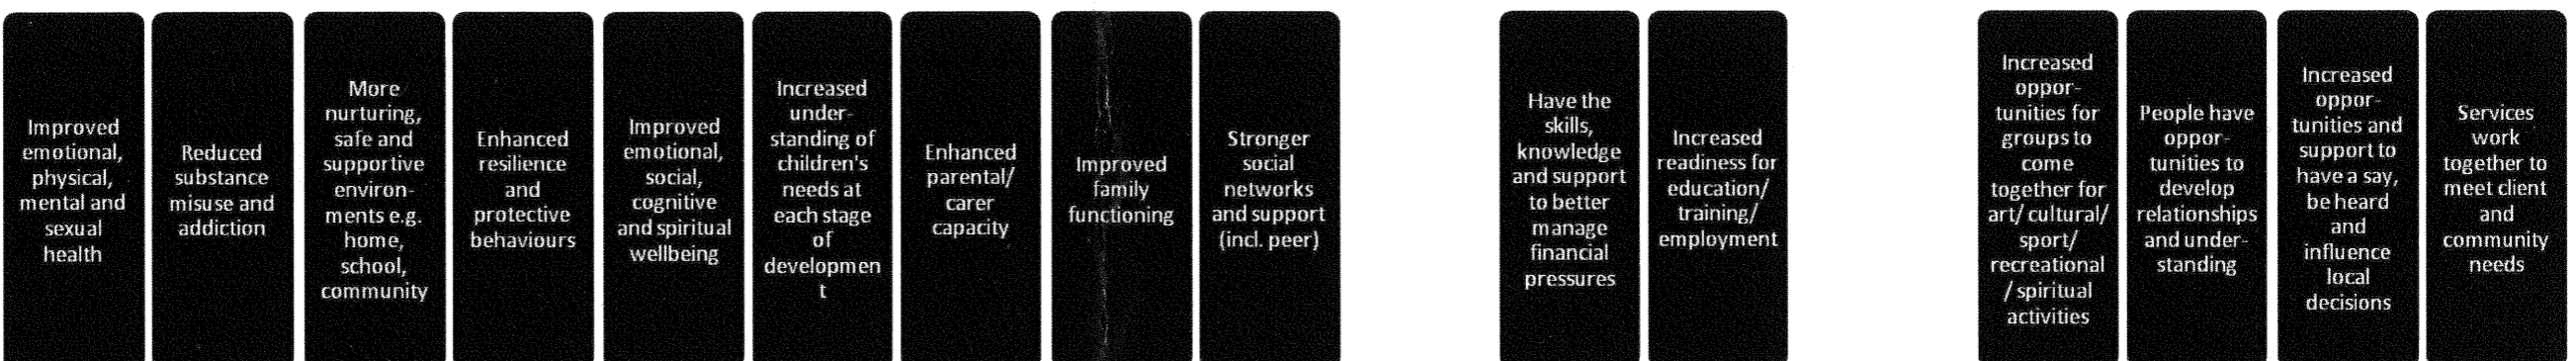 Improved
emotional,
physical,
mental and
sexual
health
Reduced
substance
misuse and
addiction
More
nurturing,
safe and
supportive
environ-
ments e.g.
home,
school,
community
Enhanced
resilience
and
protective
behaviours
Improved
emotional,
social,
cognitive
and spiritual
wellbeing
Increased
under-
standing of
children's
needs at
each stage
of
developmen
t
Enhanced
parental/
carer
capacity
Improved
family
functioning
Stronger
social
networks
and support
(incl. peer)
Have the
skills,
knowledge
and support
to better
manage
financial
pressures
Increased
readiness for
education/
training/
employment
Increased
oppor-
tunities for
groups to
come
together for
art/ cultural/
sport/
recreational
/ spiritual
activities
People have
oppor-
tunities to
develop
relationships
and under-
standing
Increased
oppor-
tunities and
support to
have a say,
be heard
and
influence
local
decisions
Services
work
together to
meet client
and
community
needs